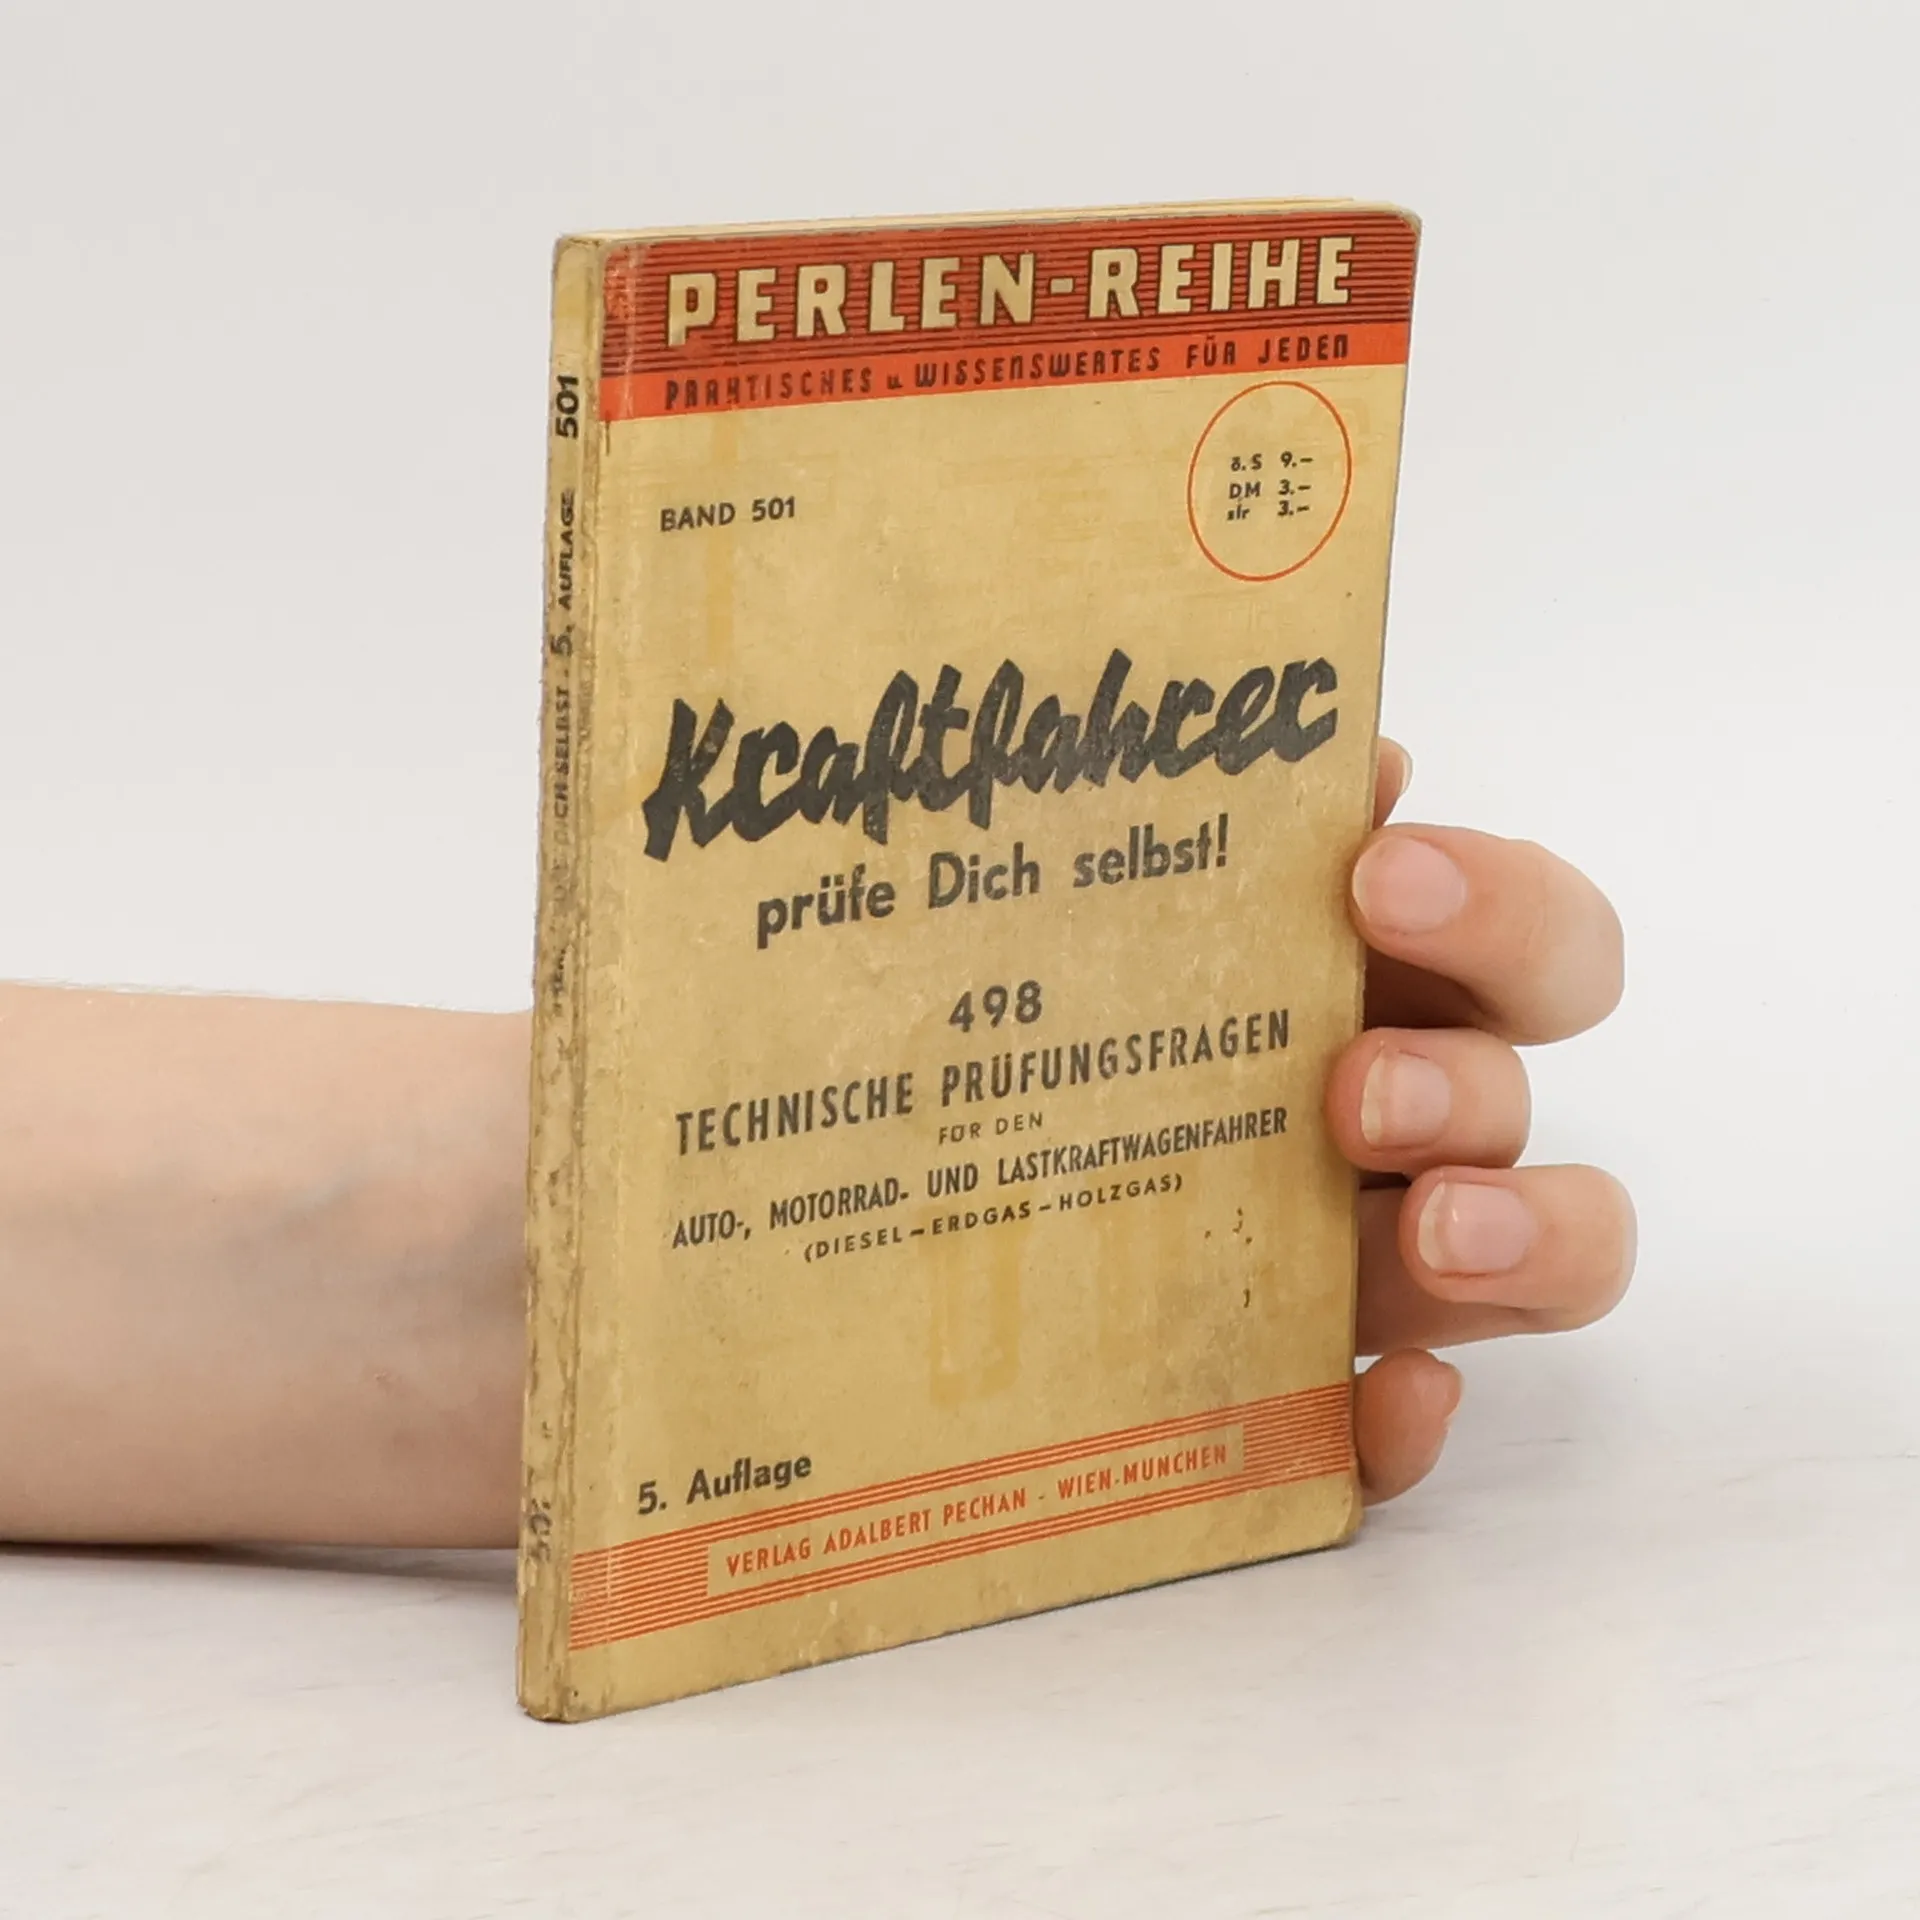 PERLEN-REIHE
PRAKTISCHES u. WISSENSWERTES FÜR JEDEN
BAND 501
ö.S 9.–
DM 3.–
sfr 3.–
Kraftfahrer
prüfe Dich selbst!
498
TECHNISCHE PRÜFUNGSFRAGEN
FÜR DEN
AUTO-, MOTORRAD- UND LASTKRAFTWAGENFAHRER
(DIESEL–ERDGAS–HOLZGAS)
5. Auflage
VERLAG ADALBERT PECHAN - WIEN-MÜNCHEN
DICH SELBST . 5. AUFLAGE 501